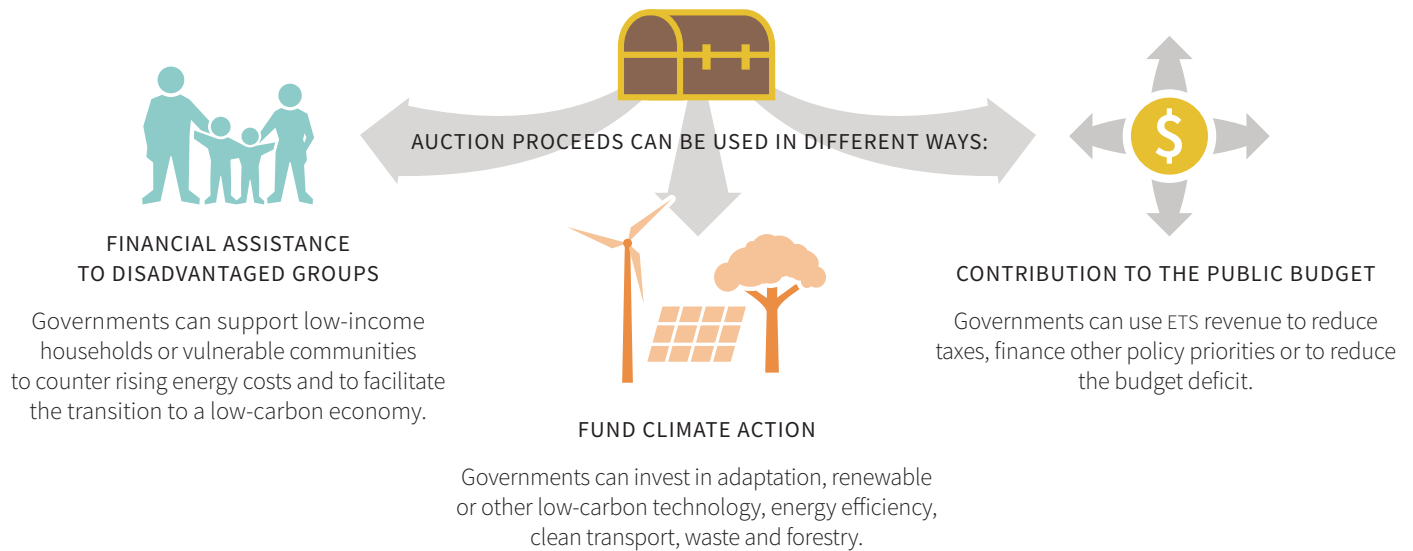 AUCTION PROCEEDS CAN BE USED IN DIFFERENT WAYS:
FINANCIAL ASSISTANCE
TO DISADVANTAGED GROUPS
Governments can support low-income
households or vulnerable communities
to counter rising energy costs and to facilitate
the transition to a low-carbon economy.
FUND CLIMATE ACTION
Governments can invest in adaptation, renewable
or other low-carbon technology, energy efficiency,
clean transport, waste and forestry.
$
CONTRIBUTION TO THE PUBLIC BUDGET
Governments can use ETS revenue to reduce
taxes, finance other policy priorities or to reduce
the budget deficit.